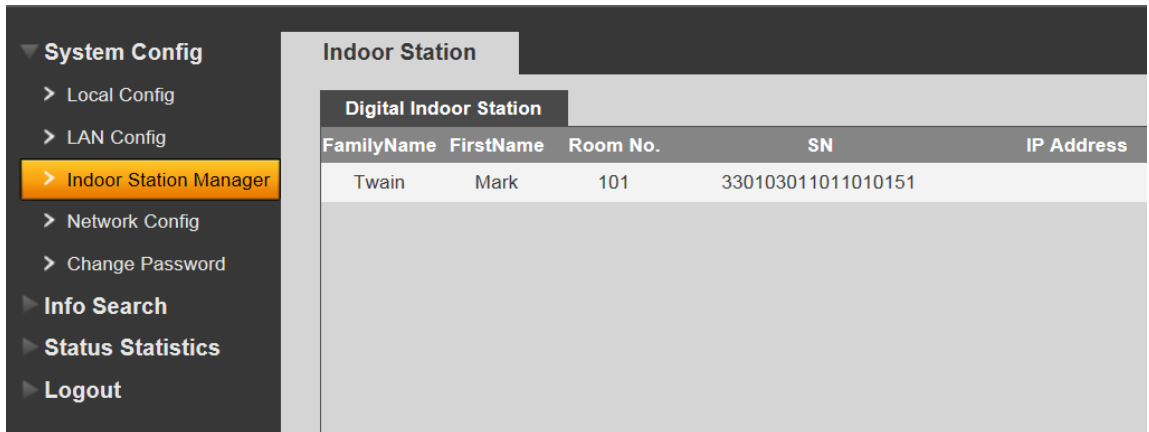 System Config
Local Config
LAN Config
Indoor Station Manager
Network Config
Change Password
Info Search
Status Statistics
Logout
Indoor Station
Digital Indoor Station
FamilyName FirstName Room No. SN IP Address
Twain Mark 101 330103011011010151